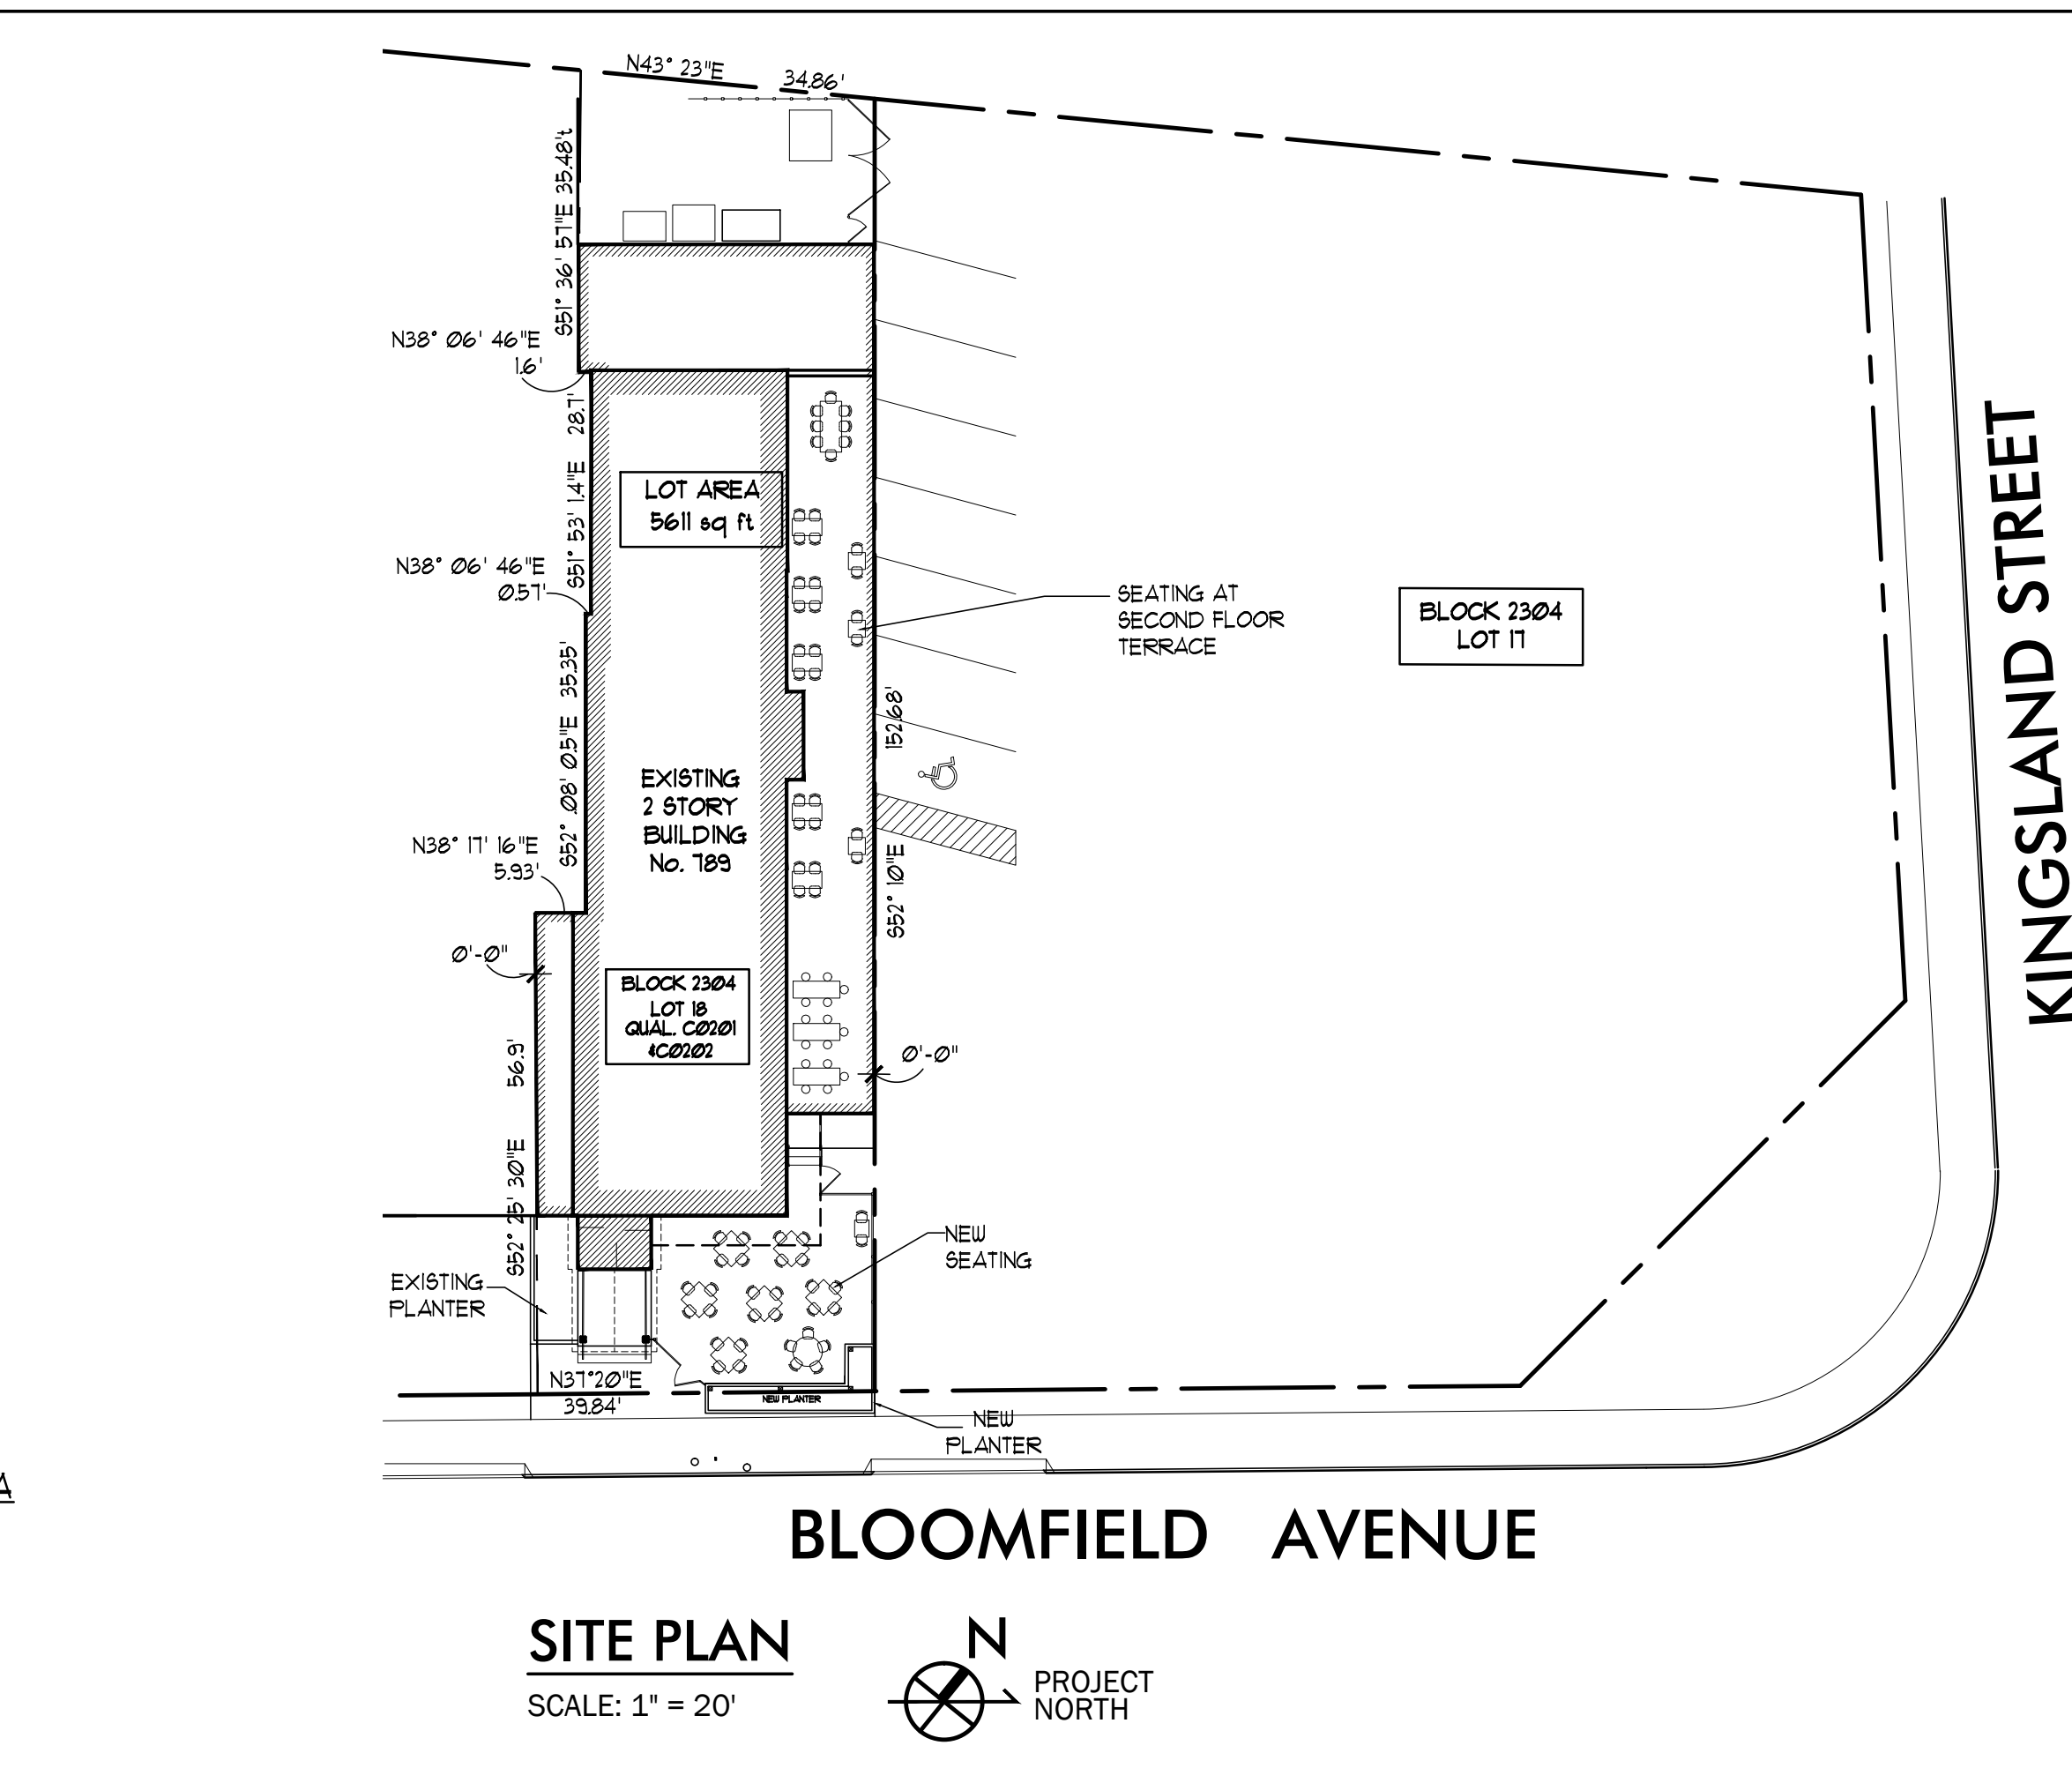 N43° 23"E
34.86'
S51° 36' 57"E 35.48't
N38° 06' 46"E
1.6'
S51° 53' 1.4"E 28.7'
LOT AREA
5611 sq ft
N38° 06' 46"E
0.57'
SEATING AT
SECOND FLOOR
TERRACE
BLOCK 2304
LOT 17
KINGSLAND STREET
S52° .08' 0.5"E 35.35'
152.68'
S52° 10"E
EXISTING
2 STORY
BUILDING
No. 789
N38° 17' 16"E
5.93'
0'-0"
BLOCK 2304
LOT 18
QUAL. C0201
&C0202
0'-0"
S52° 25' 30"E 56.9'
NEW
SEATING
EXISTING
PLANTER
N37°20"E
39.84'
NEW PLANTER
NEW
PLANTER
A
BLOOMFIELD AVENUE
SITE PLAN
SCALE: 1" = 20'
N
PROJECT
NORTH